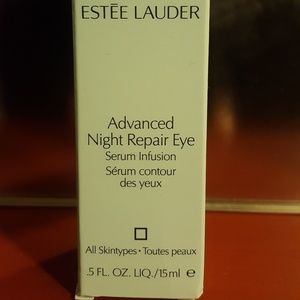 ESTĒE LAUDER
Advanced
Night Repair Eye
Serum Infusion
Sérum contour
des yeux
All Skintypes • Toutes peaux
.5 FL. OZ. LIQ./15ml ℮